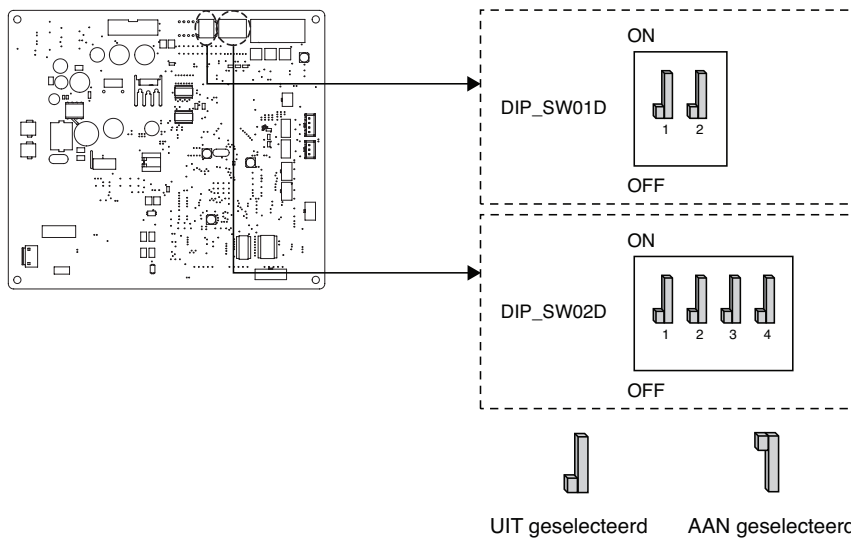 ON
DIP_SW01D
1 2
OFF
ON
DIP_SW02D
1 2 3 4
OFF
UIT geselecteerd
AAN geselecteerd